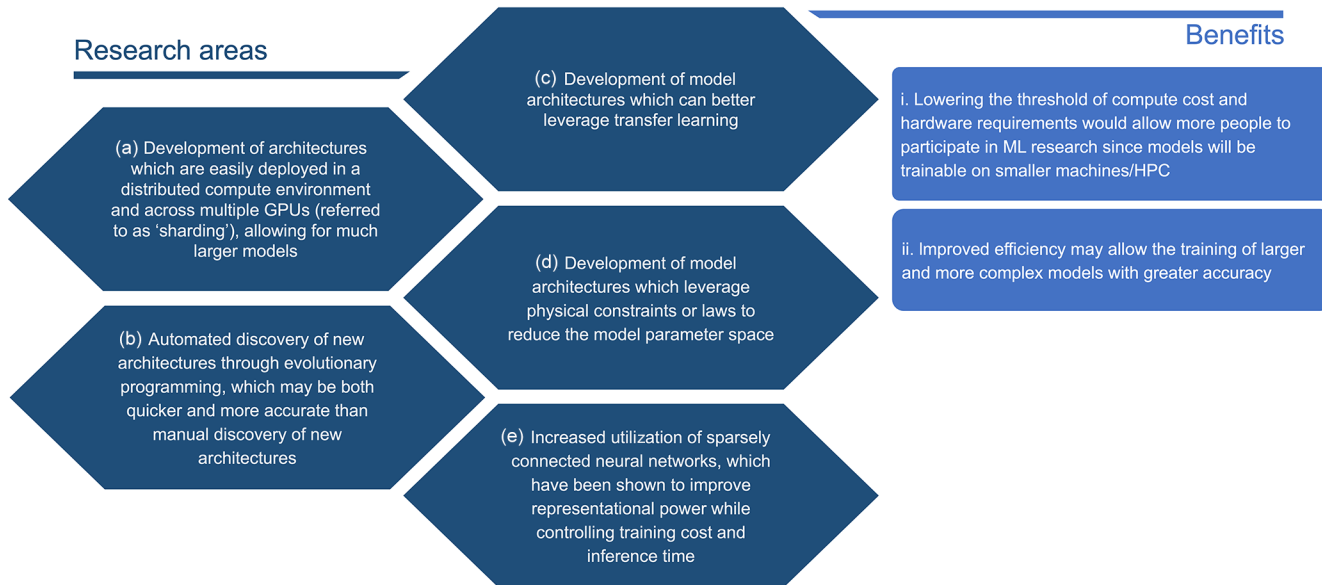 Research areas
(a) Development of architectures
which are easily deployed in a
distributed compute environment
and across multiple GPUs (referred
to as ‘sharding’), allowing for much
larger models
(b) Automated discovery of new
architectures through evolutionary
programming, which may be both
quicker and more accurate than
manual discovery of new
architectures
(c) Development of model
architectures which can better
leverage transfer learning
(d) Development of model
architectures which leverage
physical constraints or laws to
reduce the model parameter space
(e) Increased utilization of sparsely
connected neural networks, which
have been shown to improve
representational power while
controlling training cost and
inference time
Benefits
i. Lowering the threshold of compute cost and
hardware requirements would allow more people to
participate in ML research since models will be
trainable on smaller machines/HPC
ii. Improved efficiency may allow the training of larger
and more complex models with greater accuracy